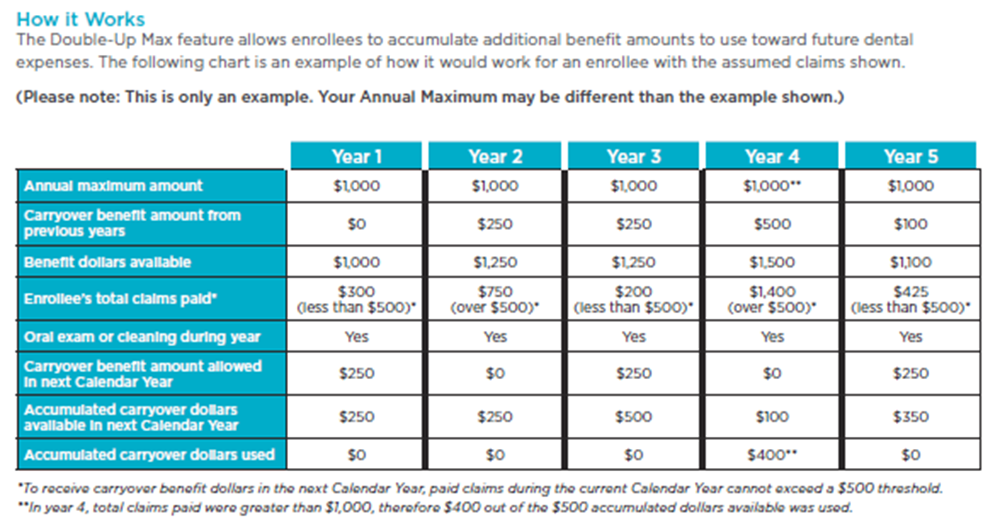 How it Works
The Double-Up Max feature allows enrollees to accumulate additional benefit amounts to use toward future dental
expenses. The following chart is an example of how it would work for an enrollee with the assumed claims shown.
(Please note: This is only an example. Your Annual Maximum may be different than the example shown.)
Year 1 Year 2 Year 3 Year 4 Year 5
Annual maximum amount $1,000 $1,000 $1,000 $1,000** $1,000
Carryover benefit amount from
previous years $0 $250 $250 $500 $100
Benefit dollars available $1,000 $1,250 $1,250 $1,500 $1,100
Enrollee's total claims paid* $300 $750 $200 $1,400 $425
(less than $500)* (over $500)* (less than $500)* (over $500)* (less than $500)*
Oral exam or cleaning during year Yes Yes Yes Yes Yes
Carryover benefit amount allowed
in next Calendar Year $250 $0 $250 $0 $250
Accumulated carryover dollars
available in next Calendar Year $250 $250 $500 $100 $350
Accumulated carryover dollars used $0 $0 $0 $400** $0
*To receive carryover benefit dollars in the next Calendar Year, paid claims during the current Calendar Year cannot exceed a $500 threshold.
**In year 4, total claims paid were greater than $1,000, therefore $400 out of the $500 accumulated dollars available was used.